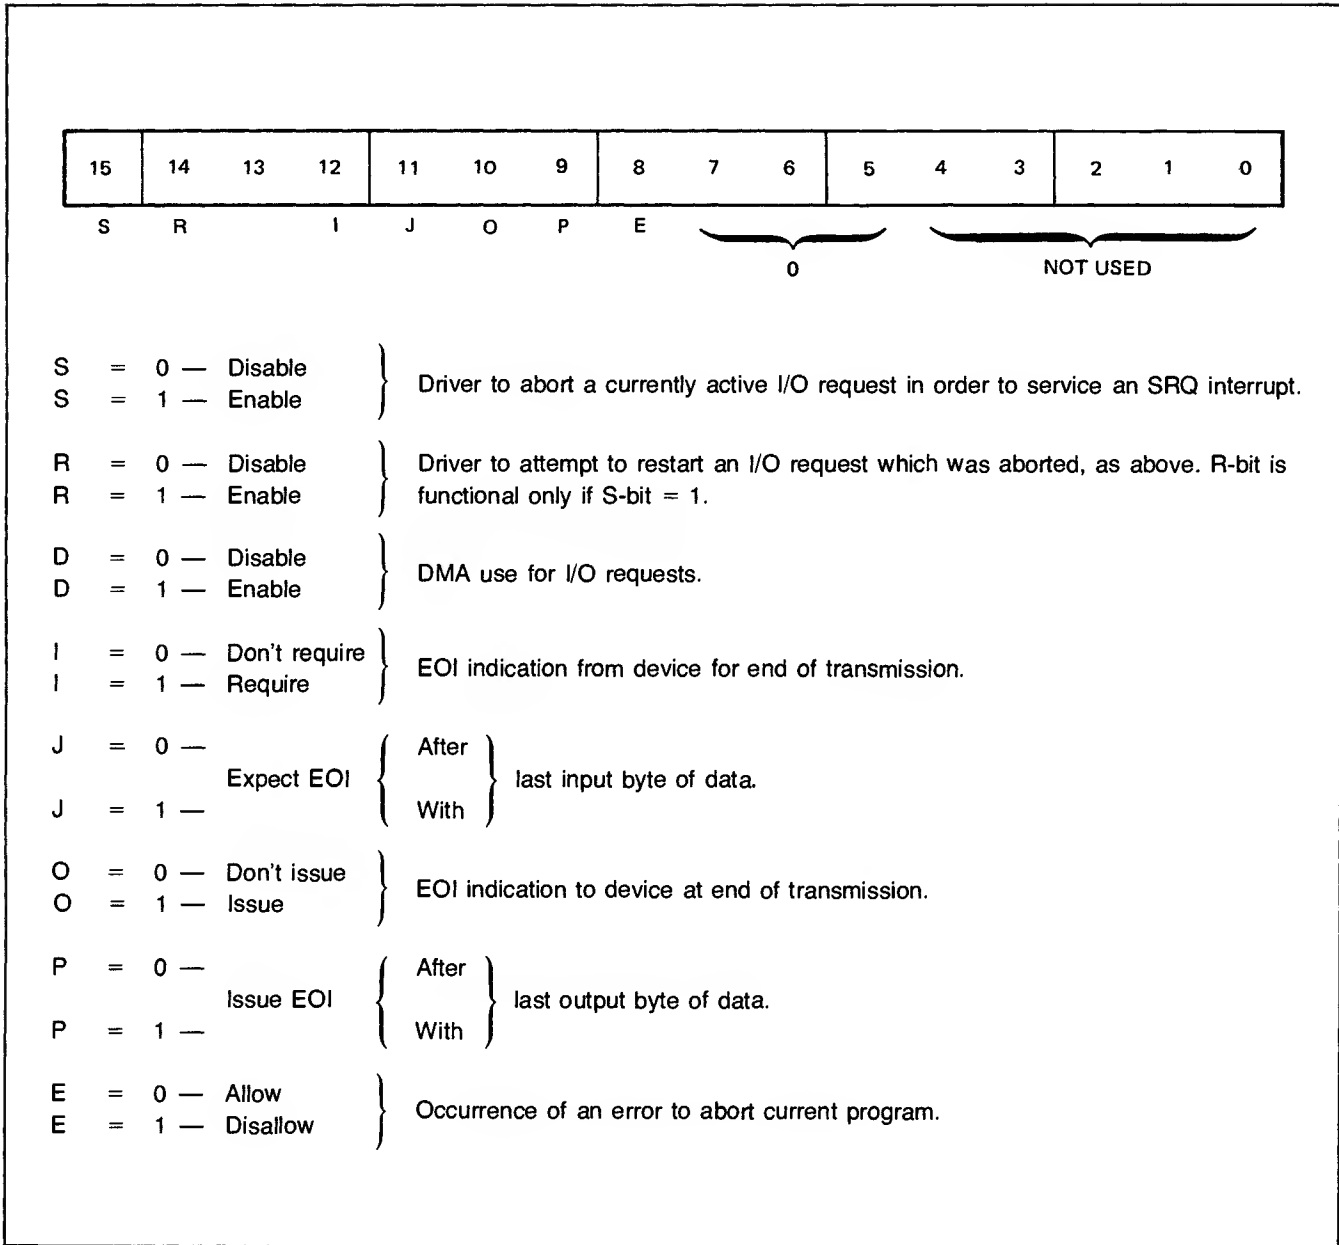 15 14 13 12 11 10 9 8 7 6 5 4 3 2 1 0
S R I J O P E
0 NOT USED
S = 0 — Disable
S = 1 — Enable
Driver to abort a currently active I/O request in order to service an SRQ interrupt.
R = 0 — Disable
R = 1 — Enable
Driver to attempt to restart an I/O request which was aborted, as above. R-bit is
functional only if S-bit = 1.
D = 0 — Disable
D = 1 — Enable
DMA use for I/O requests.
I = 0 — Don't require
I = 1 — Require
EOI indication from device for end of transmission.
J = 0 —
J = 1 —
Expect EOI
After
With
last input byte of data.
O = 0 — Don't issue
O = 1 — Issue
EOI indication to device at end of transmission.
P = 0 —
P = 1 —
Issue EOI
After
With
last output byte of data.
E = 0 — Allow
E = 1 — Disallow
Occurrence of an error to abort current program.